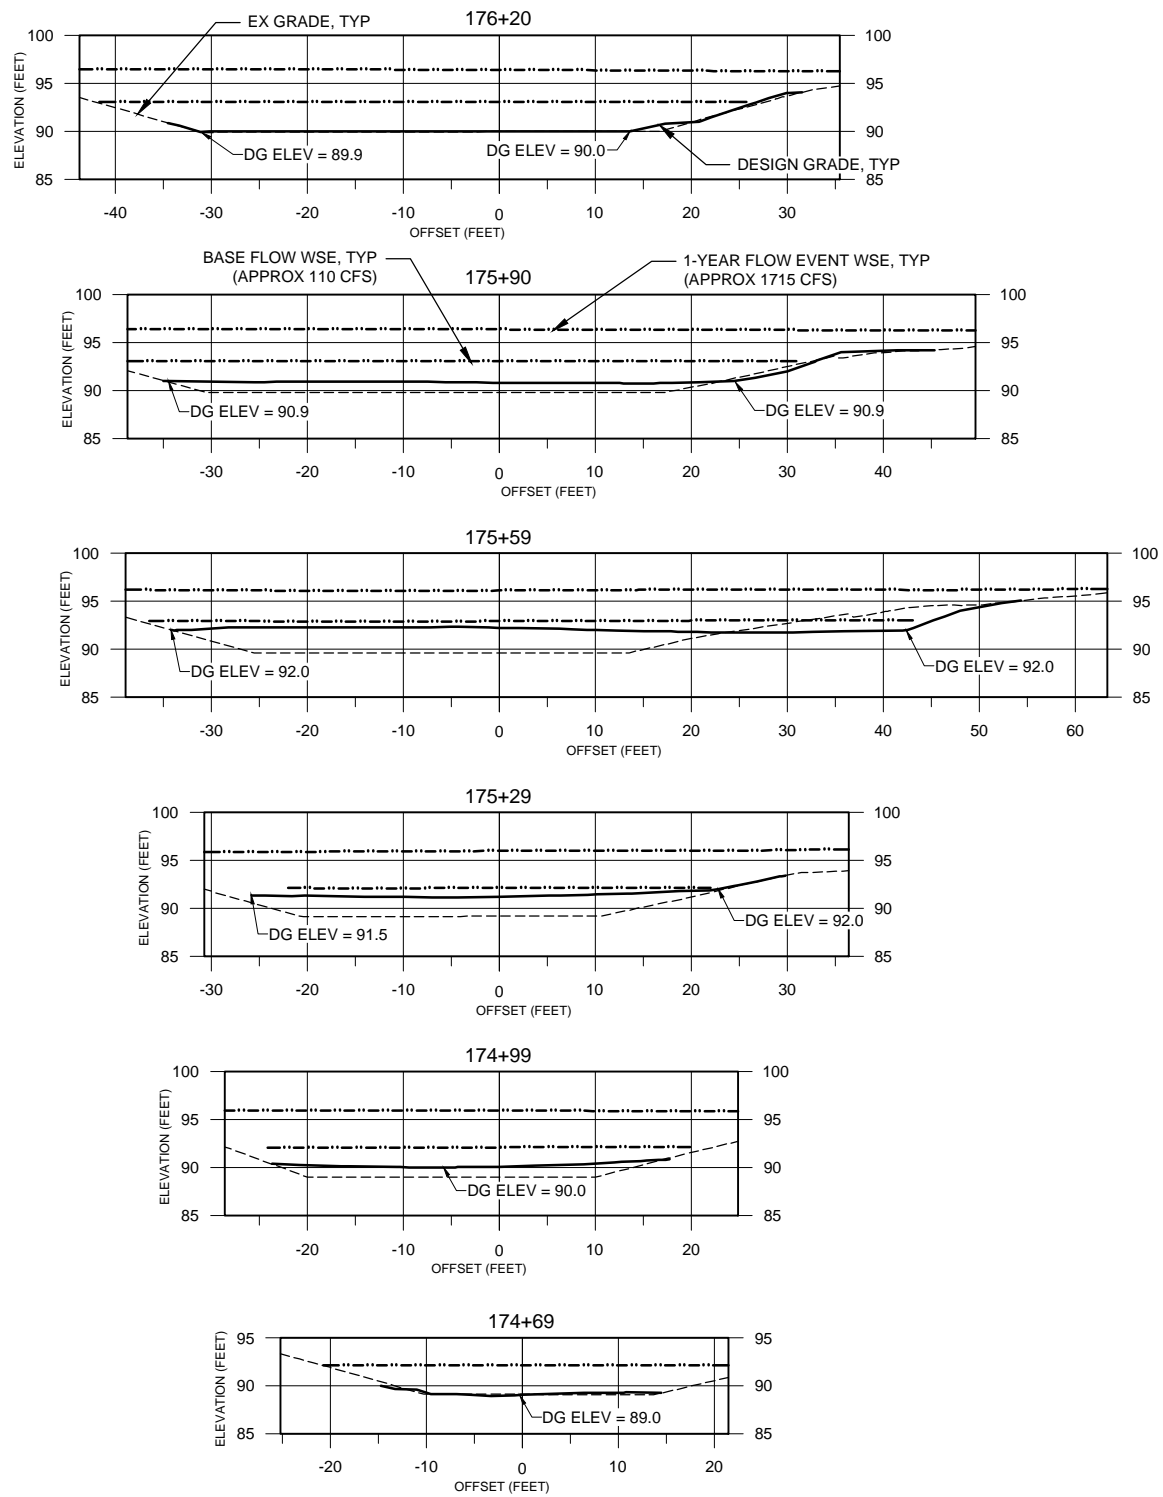 176+20
EX GRADE, TYP
100 100
95 95
90 90
85 85
ELEVATION (FEET)
DG ELEV = 89.9
DG ELEV = 90.0
DESIGN GRADE, TYP
-40 -30 -20 -10 0 10 20 30
OFFSET (FEET)
BASE FLOW WSE, TYP
(APPROX 110 CFS)
175+90
1-YEAR FLOW EVENT WSE, TYP
(APPROX 1715 CFS)
100 100
95 95
90 90
85 85
ELEVATION (FEET)
DG ELEV = 90.9
DG ELEV = 90.9
-30 -20 -10 0 10 20 30 40
OFFSET (FEET)
175+59
100 100
95 95
90 90
85 85
ELEVATION (FEET)
DG ELEV = 92.0
DG ELEV = 92.0
-30 -20 -10 0 10 20 30 40 50 60
OFFSET (FEET)
175+29
100 100
95 95
90 90
85 85
ELEVATION (FEET)
DG ELEV = 91.5
DG ELEV = 92.0
-30 -20 -10 0 10 20 30
OFFSET (FEET)
174+99
100 100
95 95
90 90
85 85
ELEVATION (FEET)
DG ELEV = 90.0
-20 -10 0 10 20
OFFSET (FEET)
174+69
95 95
90 90
85 85
ELEVATION (FEET)
DG ELEV = 89.0
-20 -10 0 10 20
OFFSET (FEET)